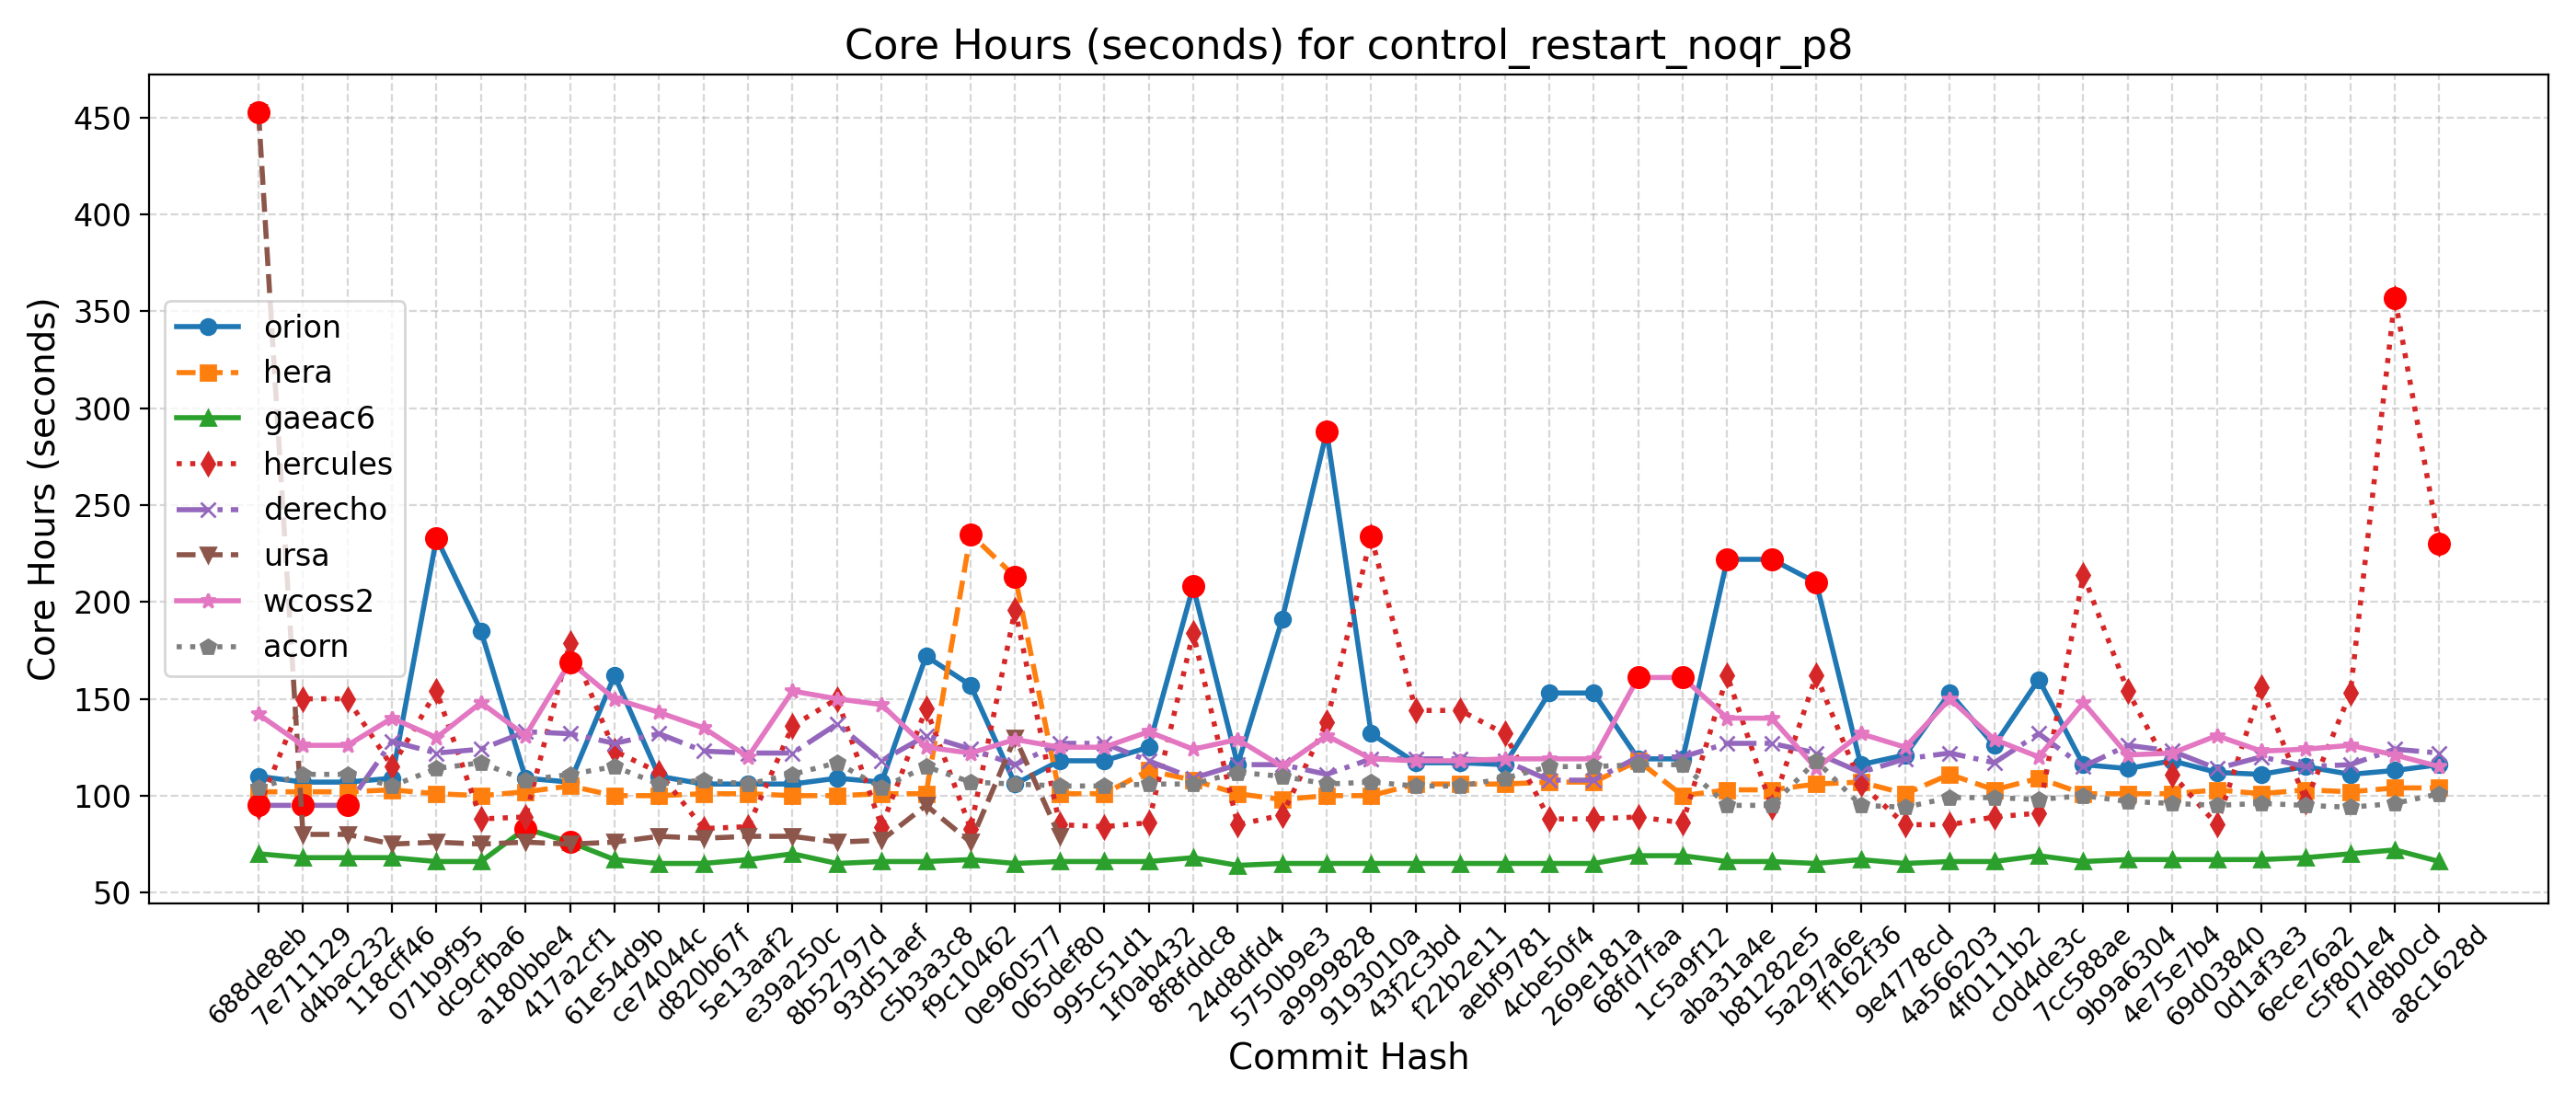 Core Hours (seconds) for control_restart_noqr_p8
Core Hours (seconds)
450
400
350
300
250
200
150
100
50
orion
hera
gaeac6
hercules
derecho
ursa
wcoss2
acorn
688de8eb
7e711129
d4bac232
118cff46
071b9f95
dc9cfba6
a180bbe4
417a2cf1
61e54d9b
ce74044c
d820b67f
5e13aaf2
e39a250c
8b52797d
93d51aef
c5b3a3c8
f9c10462
0e960577
065def80
995c51d1
1f0ab432
8f8fddc8
24d8dfd4
5750b9e3
a9999828
9193010a
43f2c3bd
f22b2e11
aebf9781
4cbe50f4
269e181a
68fd7faa
1c5a9f12
aba31a4e
b81282e5
5a297a6e
ff162f36
9e4778cd
4a566203
4f0111b2
c0d4de3c
7cc588ae
9b9a6304
4e75e7b4
69d03840
0d1af3e3
6ece76a2
c5f801e4
f7d8b0cd
a8c1628d
Commit Hash